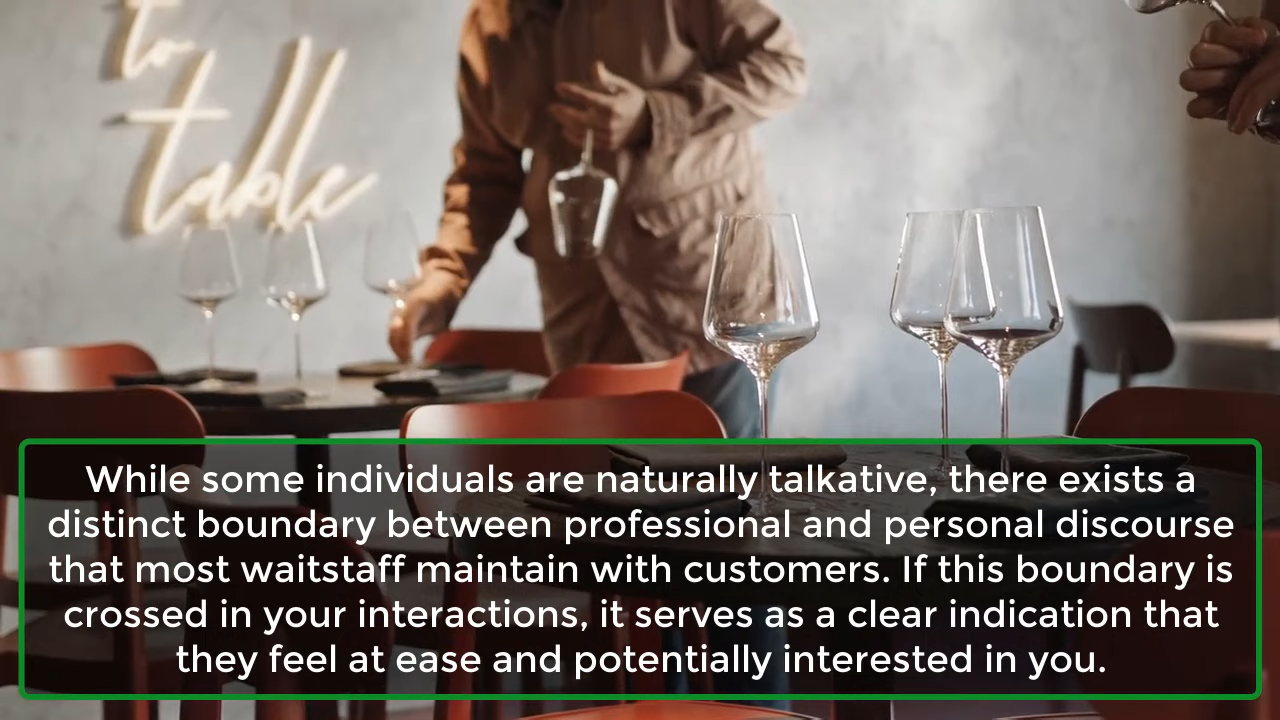 to
table
While some individuals are naturally talkative, there exists a
distinct boundary between professional and personal discourse
that most waitstaff maintain with customers. If this boundary is
crossed in your interactions, it serves as a clear indication that
they feel at ease and potentially interested in you.